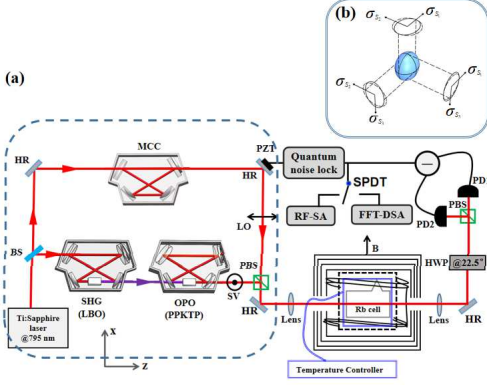 (b)
σS₂
σS₁
σS₃
σS₂
σS₁
σS₃
(a)
MCC
PZT
HR
HR
LO
BS
PBS
SV
SHG
(LBO)
OPO
(PPKTP)
HR
Ti:Sapphire
laser
@795 nm
X
Z
Quantum
noise lock
SPDT
RF-SA
FFT-DSA
PD1
PBS
PD2
B
HWP
@22.5°
Lens
Rb cell
Lens
HR
Temperature Controller